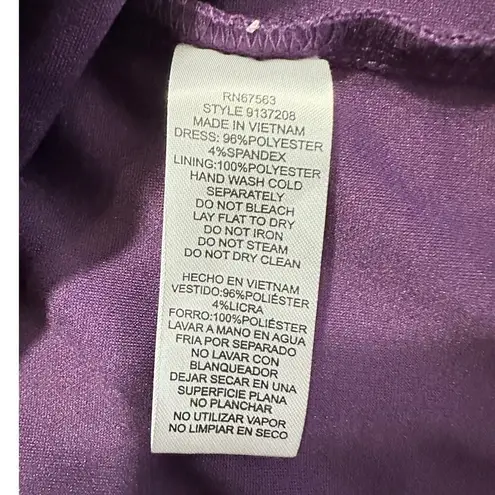 RN67563
STYLE 9137208
MADE IN VIETNAM
DRESS: 96%POLYESTER
4%SPANDEX
LINING:100%POLYESTER
HAND WASH COLD
SEPARATELY
DO NOT BLEACH
LAY FLAT TO DRY
DO NOT IRON
DO NOT STEAM
DO NOT DRY CLEAN
HECHO EN VIETNAM
VESTIDO:96%POLIÉSTER
4%LICRA
FORRO:100%POLIÉSTER
LAVAR A MANO EN AGUA
FRIA POR SEPARADO
NO LAVAR CON
BLANQUEADOR
DEJAR SECAR EN UNA
SUPERFICIE PLANA
NO PLANCHAR
NO UTILIZAR VAPOR
NO LIMPIAR EN SECO